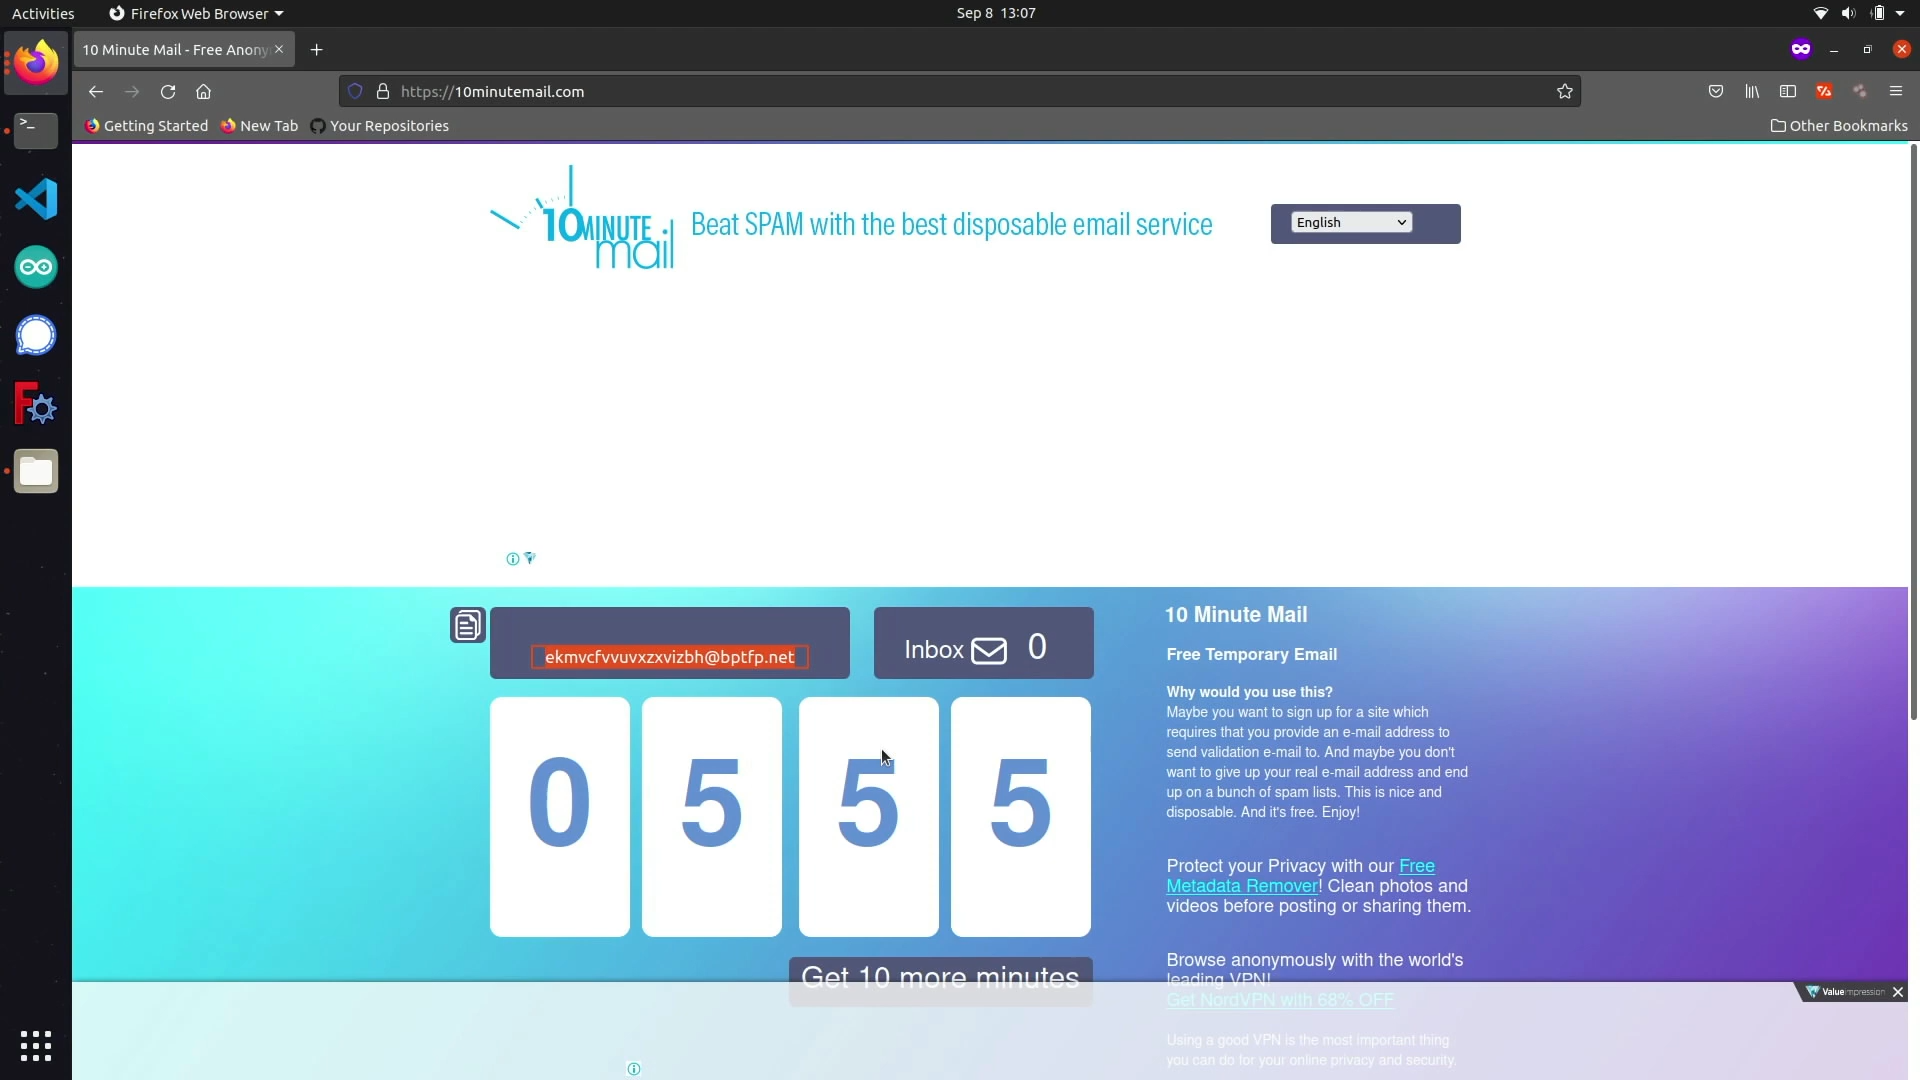 Activities
Firefox Web Browser
Sep 8 13:07
10 Minute Mail - Free Anony
https://10minutemail.com
Getting Started
New Tab
Your Repositories
Other Bookmarks
10 MINUTE
mail
Beat SPAM with the best disposable email service
English
ekmvcfvvuvxzxvizbh@bptfp.net
Inbox 0
0 5 5 5
Get 10 more minutes
10 Minute Mail
Free Temporary Email
Why would you use this?
Maybe you want to sign up for a site which
requires that you provide an e-mail address to
send validation e-mail to. And maybe you don't
want to give up your real e-mail address and end
up on a bunch of spam lists. This is nice and
disposable. And it's free. Enjoy!
Protect your Privacy with our Free
Metadata Remover! Clean photos and
videos before posting or sharing them.
Browse anonymously with the world's
leading VPN!
Get NordVPN with 68% OFF
Using a good VPN is the most important thing
you can do for your online privacy and security.
ValueImpression